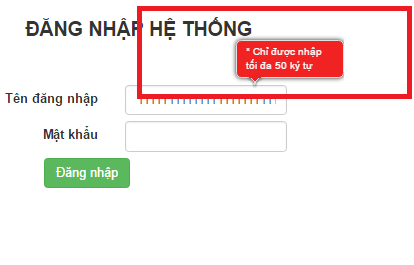 ĐĂNG NHẬP HỆ THỐNG
* Chỉ được nhập
tối đa 50 ký tự
Tên đăng nhập
Mật khẩu
Đăng nhập